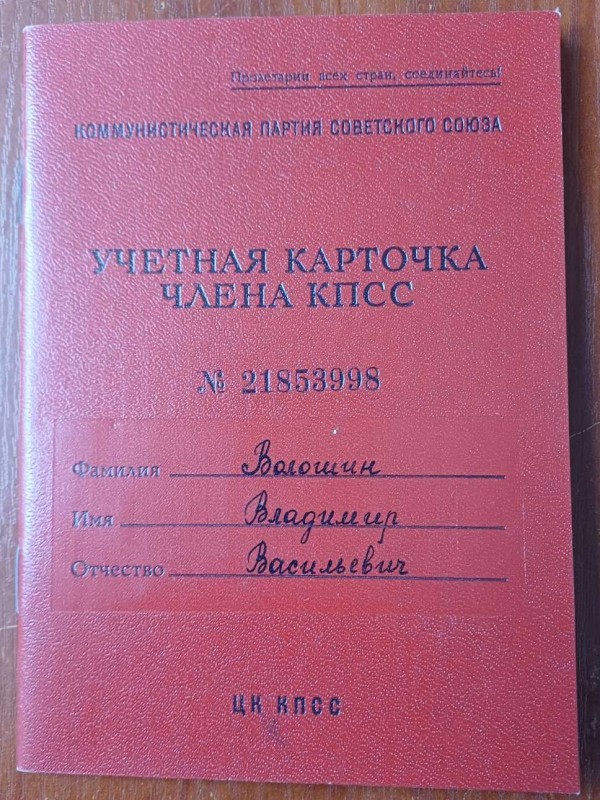 Пролетарии всех стран, соединяйтесь!
КОММУНИСТИЧЕСКАЯ ПАРТИЯ СОВЕТСКОГО СОЮЗА
УЧЕТНАЯ КАРТОЧКА
ЧЛЕНА КПСС
№ 21853998
Фамилия Волошин
Имя Владимир
Отчество Васильевич
ЦК КПСС